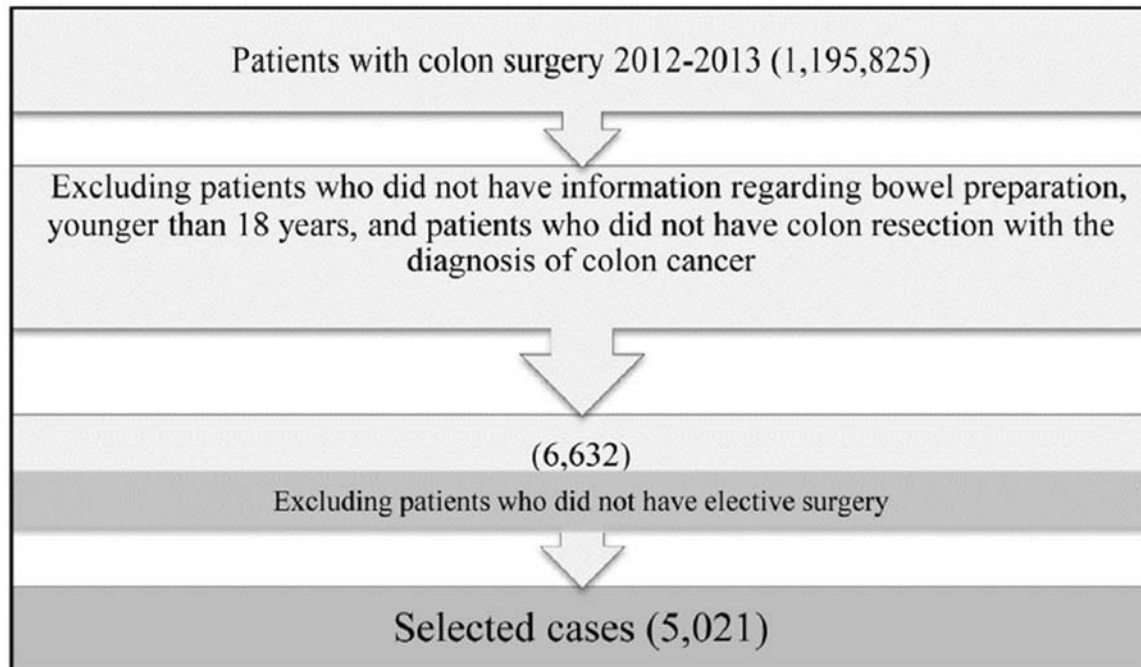 Patients with colon surgery 2012-2013 (1,195,825)
Excluding patients who did not have information regarding bowel preparation,
younger than 18 years, and patients who did not have colon resection with the
diagnosis of colon cancer
(6,632)
Excluding patients who did not have elective surgery
Selected cases (5,021)